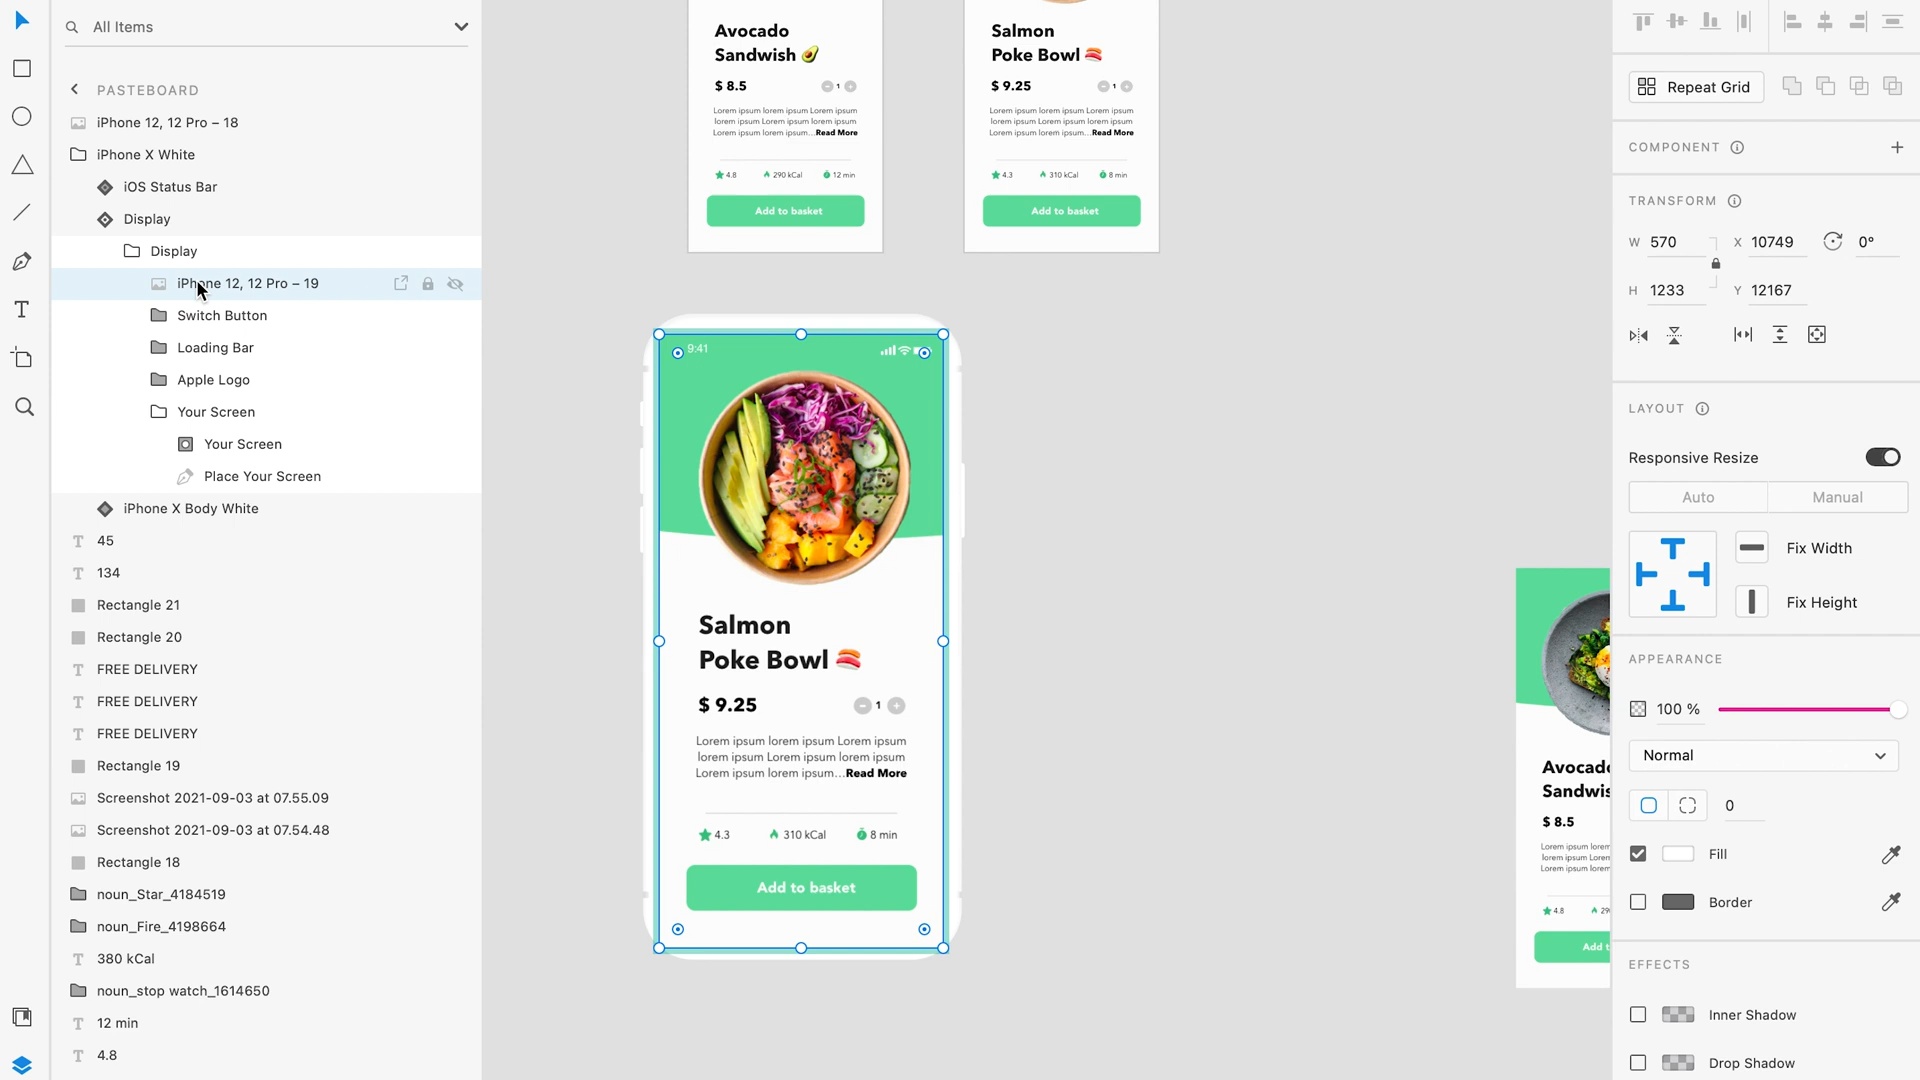 All Items
PASTEBOARD
iPhone 12, 12 Pro – 18
iPhone X White
iOS Status Bar
Display
Display
iPhone 12, 12 Pro – 19
Switch Button
Loading Bar
Apple Logo
Your Screen
Your Screen
Place Your Screen
iPhone X Body White
45
134
Rectangle 21
Rectangle 20
FREE DELIVERY
FREE DELIVERY
FREE DELIVERY
Rectangle 19
Screenshot 2021-09-03 at 07.55.09
Screenshot 2021-09-03 at 07.54.48
Rectangle 18
noun_Star_4184519
noun_Fire_4198664
380 kCal
noun_stop watch_1614650
12 min
4.8
Avocado
Sandwish 🥑
$ 8.5
1
Lorem ipsum lorem ipsum Lorem ipsum
lorem ipsum Lorem ipsum lorem ipsum
Lorem ipsum lorem ipsum...Read More
4.8 290 kCal 12 min
Add to basket
Salmon
Poke Bowl 🍣
$ 9.25
1
Lorem ipsum lorem ipsum Lorem ipsum
lorem ipsum Lorem ipsum lorem ipsum
Lorem ipsum lorem ipsum...Read More
4.3 310 kCal 8 min
Add to basket
9:41
Salmon
Poke Bowl 🍣
$ 9.25
1
Lorem ipsum lorem ipsum Lorem ipsum
lorem ipsum Lorem ipsum lorem ipsum
Lorem ipsum lorem ipsum...Read More
4.3 310 kCal 8 min
Add to basket
Avocado
Sandwis
$ 8.5
Lorem ipsum lorem
lorem ipsum Lorem
Lorem ipsum lorem
4.8 29
Add t
Repeat Grid
COMPONENT
TRANSFORM
W 570 X 10749 0°
H 1233 Y 12167
LAYOUT
Responsive Resize
Auto Manual
Fix Width
Fix Height
APPEARANCE
100 %
Normal
0
Fill
Border
EFFECTS
Inner Shadow
Drop Shadow